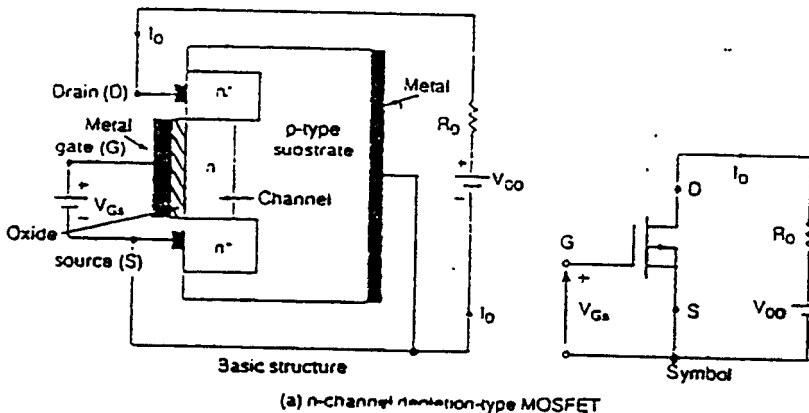 I_D
Drain (D)
n+
Metal
Metal
p-type
suostrate
R_D
gate (G)
n
V_DD
+
−
I_D
D
+
V_Gs
−
Channel
Oxide
n+
source (S)
G
R_D
+
V_Gs
S
V_DD
I_D
Basic structure
Symbol
(a) n-channel depletion-type MOSFET